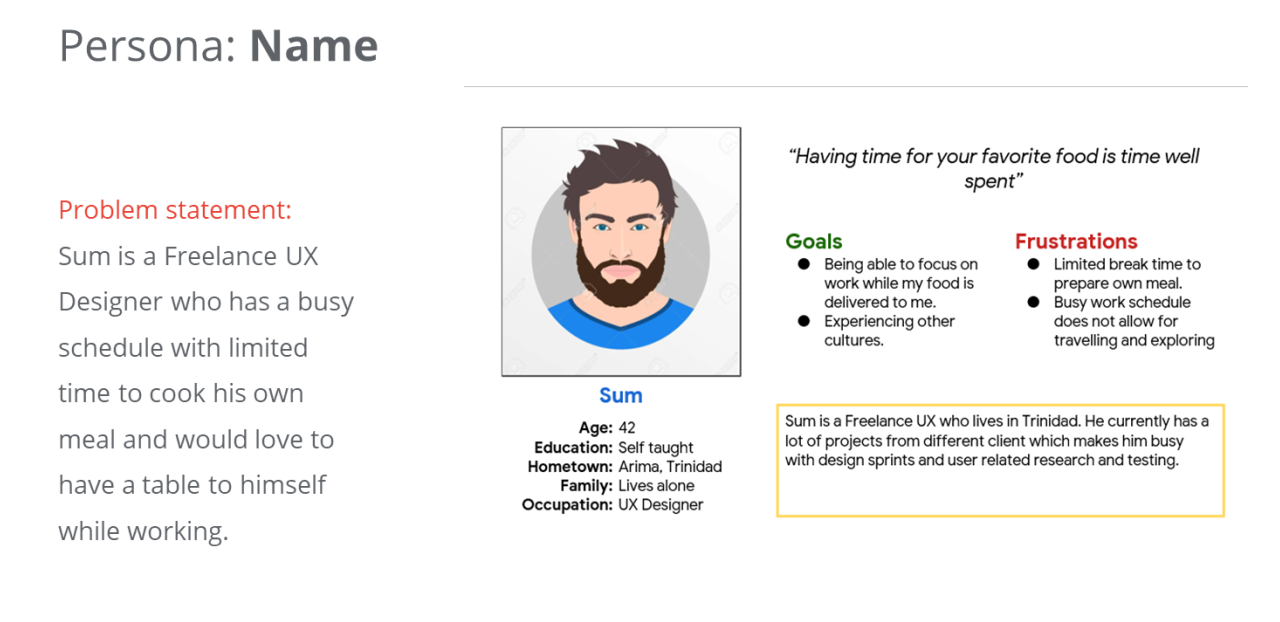 Persona: Name
Problem statement:
Sum is a Freelance UX
Designer who has a busy
schedule with limited
time to cook his own
meal and would love to
have a table to himself
while working.
Sum
Age: 42
Education: Self taught
Hometown: Arima, Trinidad
Family: Lives alone
Occupation: UX Designer
“Having time for your favorite food is time well
spent”
Goals
● Being able to focus on
work while my food is
delivered to me.
● Experiencing other
cultures.
Frustrations
● Limited break time to
prepare own meal.
● Busy work schedule
does not allow for
travelling and exploring
Sum is a Freelance UX who lives in Trinidad. He currently has a
lot of projects from different client which makes him busy
with design sprints and user related research and testing.